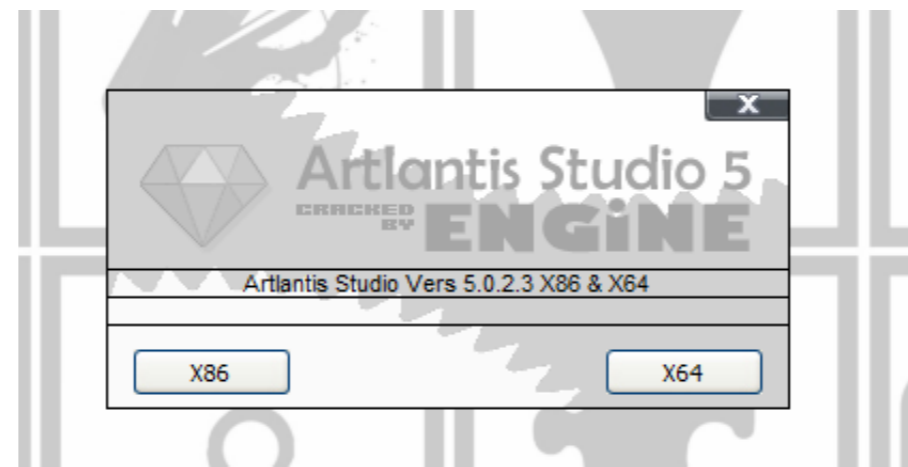 X
Artlantis Studio 5
CRACKED
BY ENGiNE
Artlantis Studio Vers 5.0.2.3 X86 & X64
X86
X64